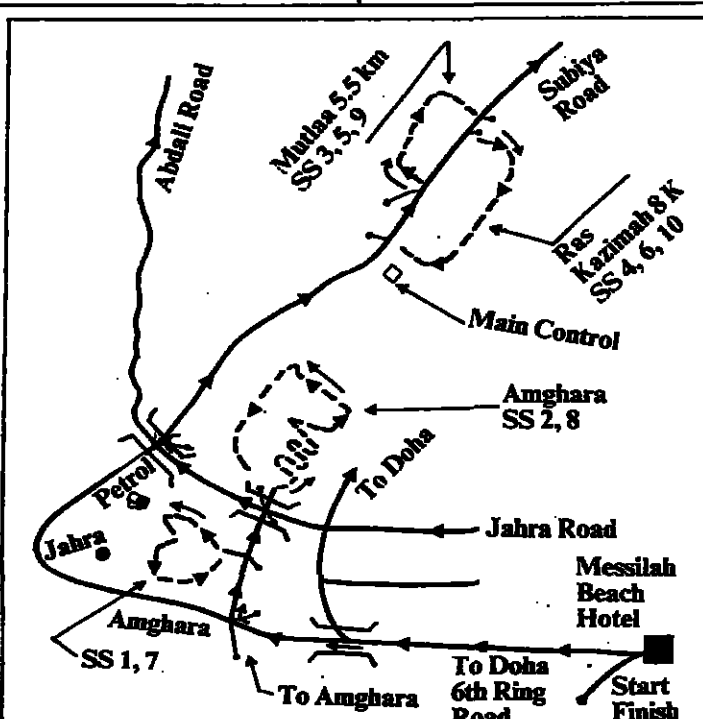 Abdali Road
Mutlaa 5.5 km
SS 3, 5, 9
Subiya
Road
Ras
Kazimah 8 K
SS 4, 6, 10
Main Control
Amghara
SS 2, 8
To Doha
Petrol
Jahra
Jahra Road
Messilah
Beach
Hotel
Amghara
SS 1, 7
To Amghara
To Doha
6th Ring
Road
Start
Finish